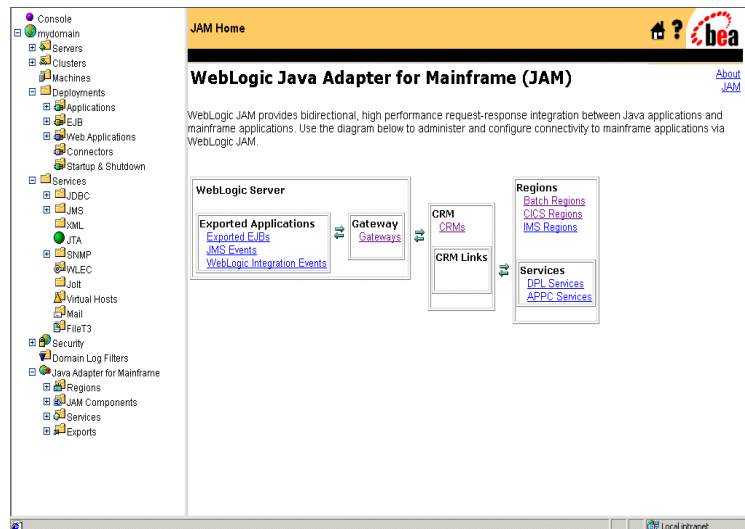 Console
mydomain
Servers
Clusters
Machines
Deployments
Applications
EJB
Web Applications
Connectors
Startup & Shutdown
Services
JDBC
JMS
XML
JTA
SNMP
WLEC
Jolt
Virtual Hosts
Mail
FileT3
Security
Domain Log Filters
Java Adapter for Mainframe
Regions
JAM Components
Services
Exports
JAM Home
?
bea
WebLogic Java Adapter for Mainframe (JAM)
About
JAM
WebLogic JAM provides bidirectional, high performance request-response integration between Java applications and
mainframe applications. Use the diagram below to administer and configure connectivity to mainframe applications via
WebLogic JAM.
WebLogic Server
Exported Applications
Exported EJBs
JMS Events
WebLogic Integration Events
Gateway
Gateways
CRM
CRMs
CRM Links
Regions
Batch Regions
CICS Regions
IMS Regions
Services
DPL Services
APPC Services
Local intranet